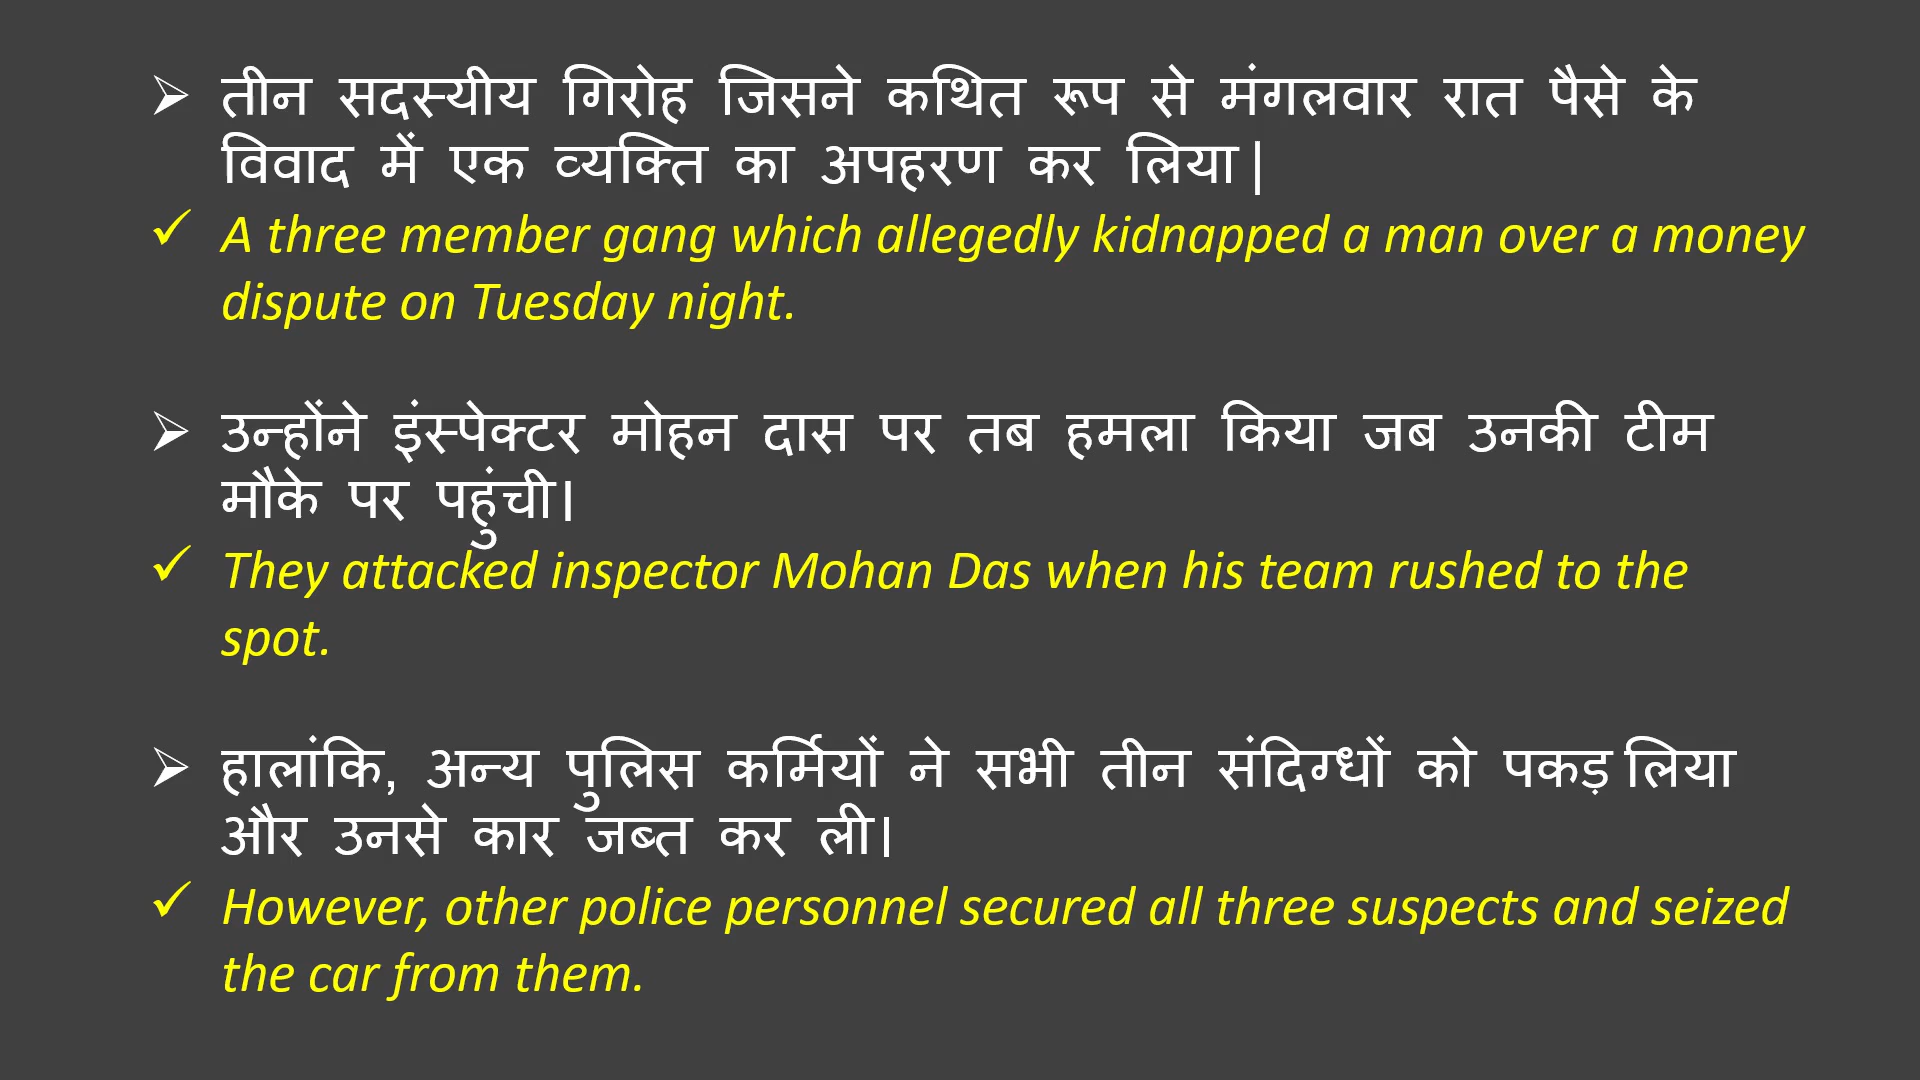 ➢ तीन सदस्यीय गिरोह जिसने कथित रूप से मंगलवार रात पैसे के
विवाद में एक व्यक्ति का अपहरण कर लिया|
✓ A three member gang which allegedly kidnapped a man over a money
dispute on Tuesday night.
➢ उन्होंने इंस्पेक्टर मोहन दास पर तब हमला किया जब उनकी टीम
मौके पर पहुंची।
✓ They attacked inspector Mohan Das when his team rushed to the
spot.
➢ हालांकि, अन्य पुलिस कर्मियों ने सभी तीन संदिग्धों को पकड़ लिया
और उनसे कार जब्त कर ली।
✓ However, other police personnel secured all three suspects and seized
the car from them.